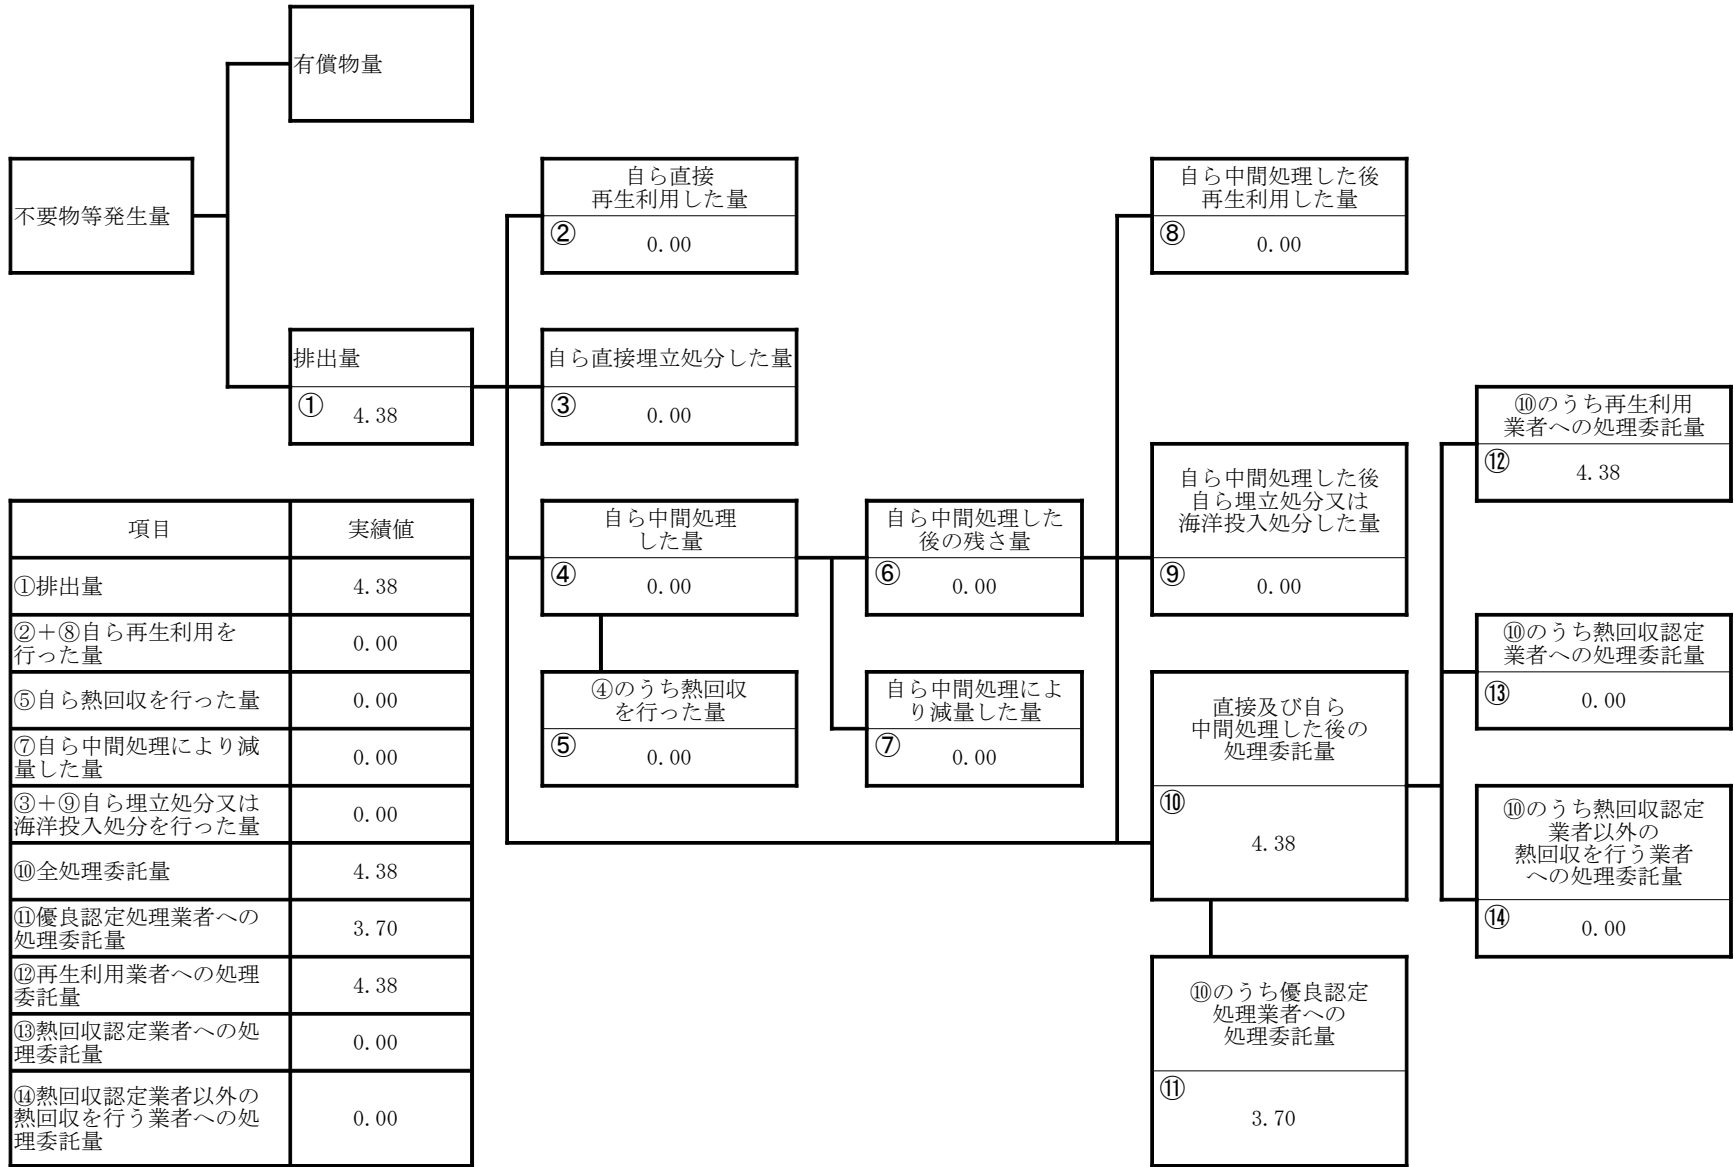 有償物量
不要物等発生量
自ら直接
再生利用した量
②
0.00
自ら中間処理した後
再生利用した量
⑧
0.00
排出量
①
4.38
自ら直接埋立処分した量
③
0.00
⑩のうち再生利用
業者への処理委託量
⑫
4.38
自ら中間処理
した量
④
0.00
自ら中間処理した
後の残さ量
⑥
0.00
自ら中間処理した後
自ら埋立処分又は
海洋投入処分した量
⑨
0.00
⑩のうち熱回収認定
業者への処理委託量
⑬
0.00
④のうち熱回収
を行った量
⑤
0.00
自ら中間処理によ
り減量した量
⑦
0.00
直接及び自ら
中間処理した後の
処理委託量
⑩
4.38
⑩のうち熱回収認定
業者以外の
熱回収を行う業者
への処理委託量
⑭
0.00
⑩のうち優良認定
処理業者への
処理委託量
⑪
3.70
項目 実績値
①排出量 4.38
②+⑧自ら再生利用を
行った量 0.00
⑤自ら熱回収を行った量 0.00
⑦自ら中間処理により減
量した量 0.00
③+⑨自ら埋立処分又は
海洋投入処分を行った量 0.00
⑩全処理委託量 4.38
⑪優良認定処理業者への
処理委託量 3.70
⑫再生利用業者への処理
委託量 4.38
⑬熱回収認定業者への処
理委託量 0.00
⑭熱回収認定業者以外の
熱回収を行う業者への処
理委託量 0.00